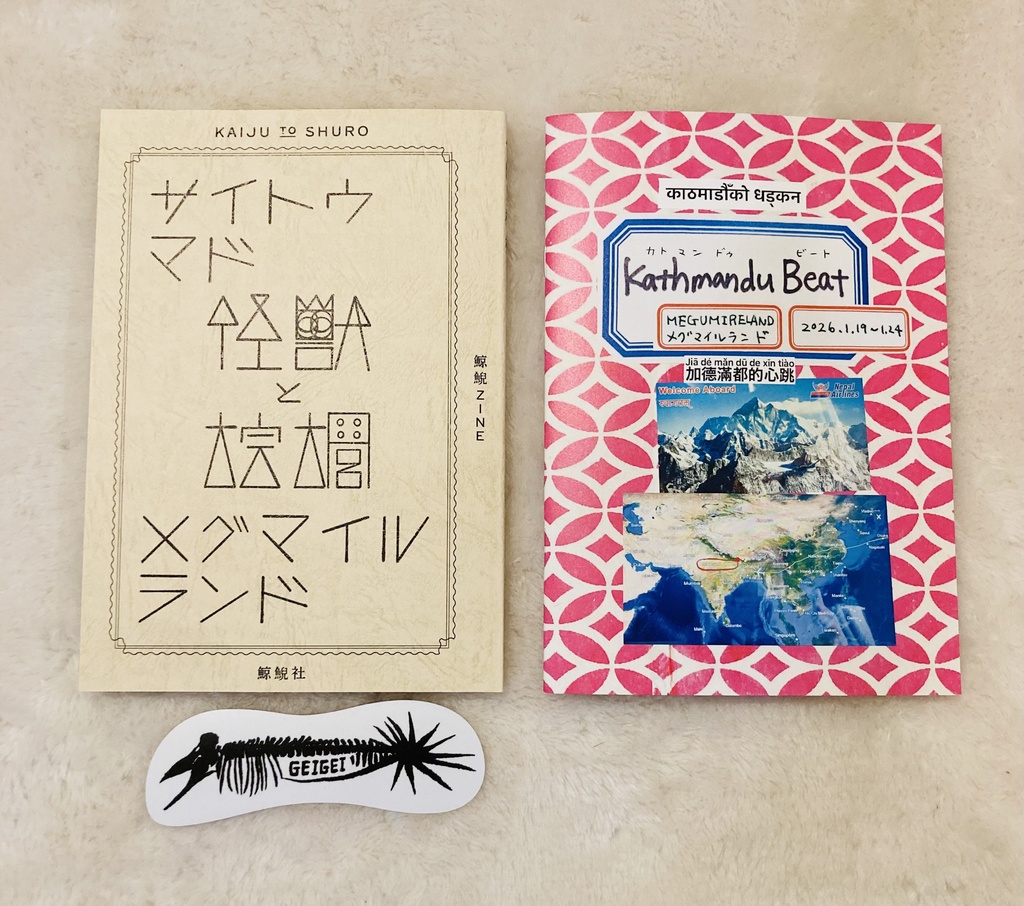 KAIJU TO SHURO
サイトウ
マド
怪獣
と
棕櫚
メグマイル
ランド
鯨鯢ZINE
鯨鯢社
GEIGEI
काठमाडौँको धड्कन
カトマンドゥ ビート
Kathmandu Beat
MEGUMIRELAND
メグマイルランド
2026.1.19~1.24
Jiā dé mǎn dū de xīn tiào
加德滿都的心跳
Welcome Aboard
Nepal
Airlines